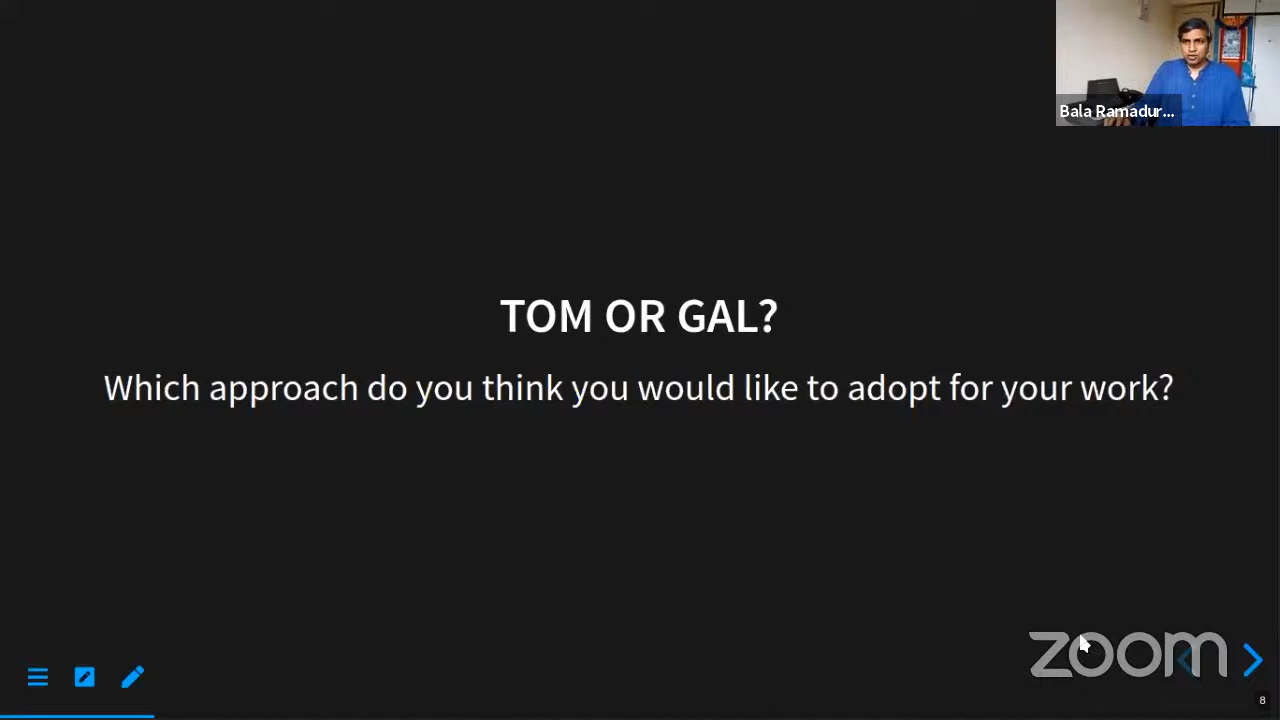 Bala Ramadur...
TOM OR GAL?
Which approach do you think you would like to adopt for your work?
zoom
8